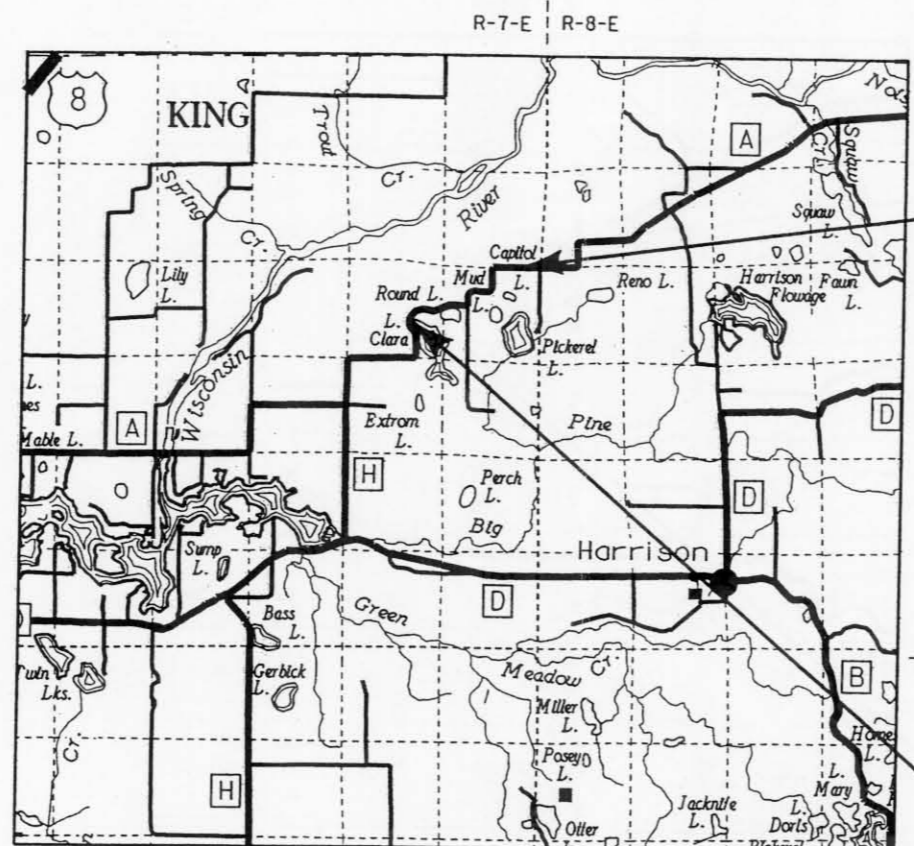 R-7-E R-8-E
8
KING
Trout
Cr.
Nor
A
Squaw
Cr.
Spring
Cr.
River
Squaw
L.
Capitol
L.
Lily
L.
Mud
L.
Reno L.
Harrison
Flowage
Fawn
L.
Round L.
L.
Clara
Pickerel
L.
Wisconsin
L.
nes
A
Mable L.
Extrom
L.
Pine
D
H
Perch
L.
Big
D
Sump
L.
Harrison
D
Bass
L.
Green
Twin
Lks.
Gerbick
L.
Meadow
Cr.
B
Miller
L.
Cr.
Posey
L.
L.
H
L.
Mary
Jacknife
L.
L.
Doris
Otter